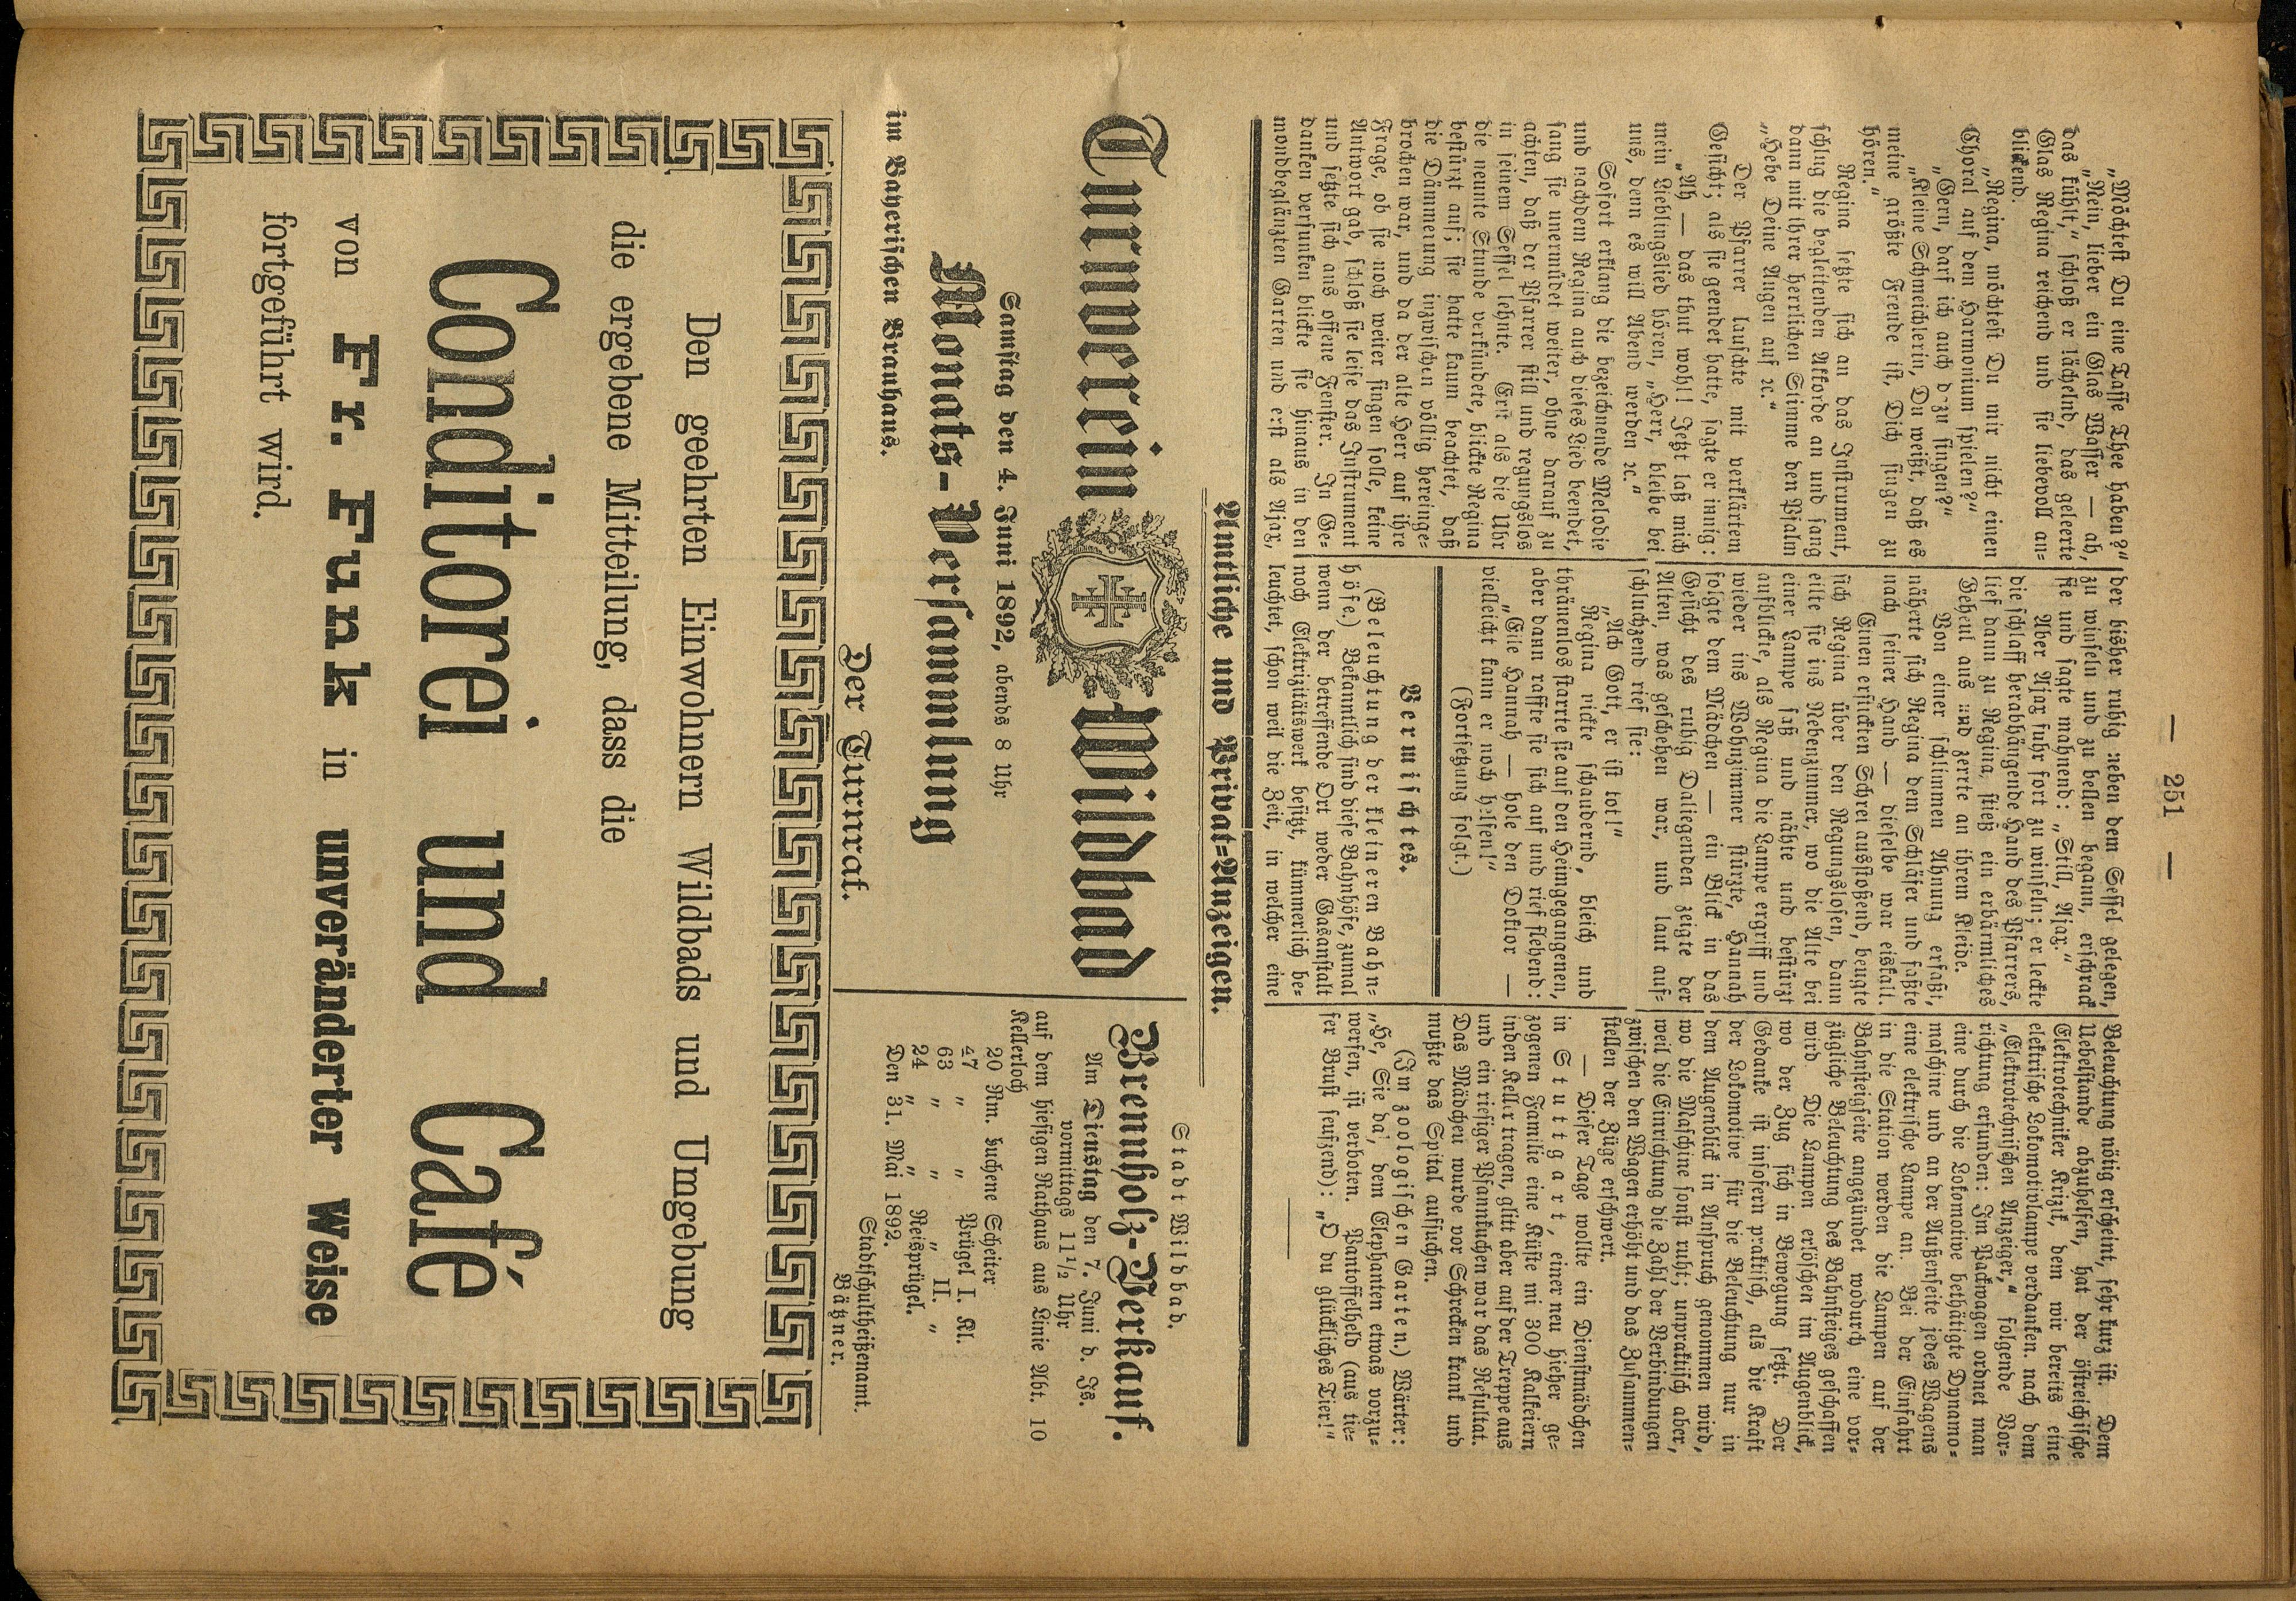 — 251 —
„Möchtest Du eine Tasse Thee haben?“
„Nein, lieber ein Glas Wasser — ah,
das kühlt,“ schloß er lächelnd, das geleerte
Glas Regina reichend und sie liebevoll an-
blickend.
„Regina, möchtest Du mir nicht einen
Choral auf den Harmonium spielen?“
„Gern, darf ich auch dazu singen?“
„Kleine Schmeichlerin, Du weißt, daß es
meine größte Freude ist, Dich singen zu
hören.“
Regina setzte sich an das Instrument,
schlug die begleitenden Akkorde an und sang
dann mit ihrer herrlichen Stimme den Psalm
„Hebe Deine Augen auf ꝛc.“
Der Pfarrer lauschte mit verklärtem
Gesicht; als sie geendet hatte, sagte er innig:
„Ah — das thut wohl! Jetzt laß mich
mein Lieblingslied hören, „Herr, bleibe bei
uns, denn es will Abend werden ꝛc.“
Sofort erklang die bezeichnende Melodie
und nachdem Regina auch dieses Lied beendet,
sang sie unermüdet weiter, ohne darauf zu
achten, daß der Pfarrer still und regungslos
in seinem Sessel lehnte. Erst als die Uhr
die neunte Stunde verkündete, blickte Regina
bestürzt auf; sie hatte kaum beachtet, daß
die Dämmerung inzwischen völlig hereinge-
brochen war, und da der alte Herr auf ihre
Frage, ob sie noch weiter singen solle, keine
Antwort gab, schloß sie leise das Instrument
und setzte sich ans offene Fenster. In Ge-
danken versunken blickte sie hinaus in den
mondbeglänzten Garten und erst als Ajax,
der bisher ruhig neben dem Sessel gelegen,
zu winseln und zu bellen begann, erschrack
sie und sagte mahnend: „Still, Ajax.“
Aber Ajax fuhr fort zu winseln; er leckte
die schlaff herabhängende Hand des Pfarrers,
lief dann zu Regina, stieß ein erbärmliches
Geheul aus und zerrte an ihrem Kleide.
Von einer schlimmen Ahnung erfaßt,
näherte sich Regina dem Schläfer und faßte
nach seiner Hand — dieselbe war eiskalt.
Einen erstickten Schrei ausstoßend, beugte
sich Regina über den Regungslosen, dann
eilte sie ins Nebenzimmer, wo die Alte bei
einer Lampe saß und nähte und bestürzt
aufblickte, als Regina die Lampe ergriff und
wieder ins Wohnzimmer stürzte, Hannah
folgte dem Mädchen — ein Blick in das
Gesicht des ruhig Daliegenden zeigte der
Alten, was geschehen war, und laut auf-
schluchzend rief sie:
„Ach Gott, er ist tot!“
Regina nickte schaudernd, bleich und
thränenlos starrte sie auf den Heimgegangenen,
aber dann raffte sie sich auf und rief flehend:
„Eile Hannah — hole den Doktor —
vielleicht kann er noch helfen!“
(Fortsetzung folgt.)
Vermischtes.
(Beleuchtung der kleineren Bahn-
höfe.) Bekanntlich sind diese Bahnhöfe, zumal
wenn der betreffende Ort weder Gasanstalt
noch Elektrizitätswerk besitzt, kümmerlich be-
leuchtet, schon weil die Zeit, in welcher eine
Beleuchtung nötig erscheint, sehr kurz ist. Dem
Uebelstande abzuhelfen, hat der östreichische
Elektrotechniker Krizik, dem wir bereits eine
elektrische Lokomotivlampe verdanken, nach dem
„Elektrotechnischen Anzeiger,“ folgende Vor-
richtung erfunden: Im Packwagen ordnet man
eine durch die Lokomotive bethätigte Dynamo-
maschine und an der Außenseite jedes Wagens
eine elektrische Lampe an. Bei der Einfahrt
in die Station werden die Lampen auf der
Bahnsteigseite angezündet wodurch eine vor-
zügliche Beleuchtung des Bahnsteiges geschaffen
wird. Die Lampen erlöschen im Augenblick,
wo der Zug sich in Bewegung setzt. Der
Gedanke ist insofern praktisch, als die Kraft
der Lokomotive für die Beleuchtung nur in
dem Augenblick in Anspruch genommen wird,
wo die Maschine sonst ruht; unpraktisch aber,
weil die Einrichtung die Zahl der Verbindungen
zwischen den Wagen erhöht und das Zusammen-
stellen der Züge erschwert.
— Dieser Tage wollte ein Dienstmädchen
in Stuttgart, einer neu hieher ge-
zogenen Familie eine Küste mi 300 Kalkeiern
inden Keller tragen, glitt aber auf der Treppe aus
und ein riesiger Pfannkuchen war das Resultat.
Das Mädchen wurde vor Schrecken krank und
mußte das Spital aufsuchen.
(Im zoologischen Garten.) Wärter:
„He, Sie da!, dem Elephanten etwas vorzu-
werfen, ist verboten. Pantoffelheld (aus tie-
fer Brust seufzend): „O du glückliches Tier!“
Amtliche und Privat-Anzeigen.
Turnverein Wildbad
Samstag den 4. Juni 1892, abends 8 Uhr
Monats-Versammlung
im Bayerischen Brauhaus.
Der Turnrat.
Stadt Wildbad.
Brennholz-Verkauf.
Am Dienstag den 7. Juni d. Js.
vormittags 11½ Uhr
auf dem hiesigen Rathaus aus Linie Abt. 10
Kellerloch
20 Rm. buchene Scheiter
47 „ „ Prügel I. Kl.
63 „ „ „ II. „
24 „ „ Reisprügel.
Den 31. Mai 1892.
Stadtschultheißenamt.
Bätzner.
Den geehrten Einwohnern Wildbads und Umgebung
die ergebene Mitteilung, dass die
Conditorei und Café
von Fr. Funk in unveränderter Weise
fortgeführt wird.